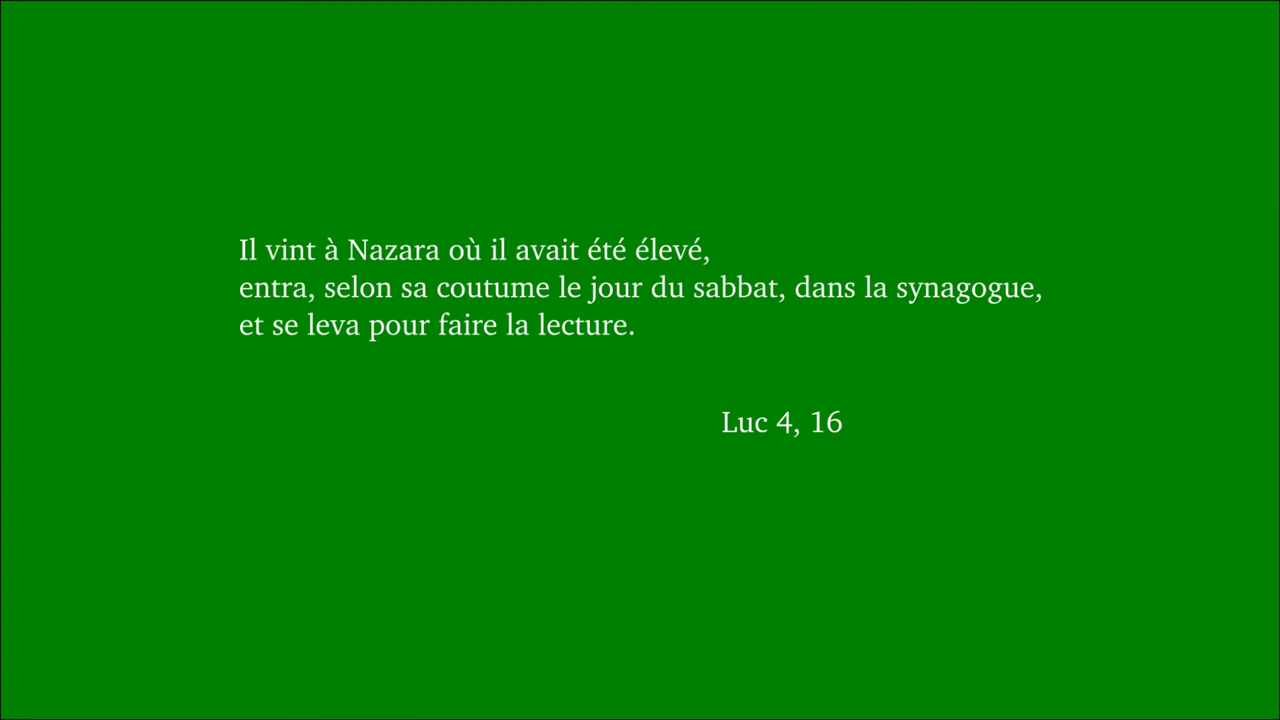 Il vint à Nazara où il avait été élevé,
entra, selon sa coutume le jour du sabbat, dans la synagogue,
et se leva pour faire la lecture.
Luc 4, 16